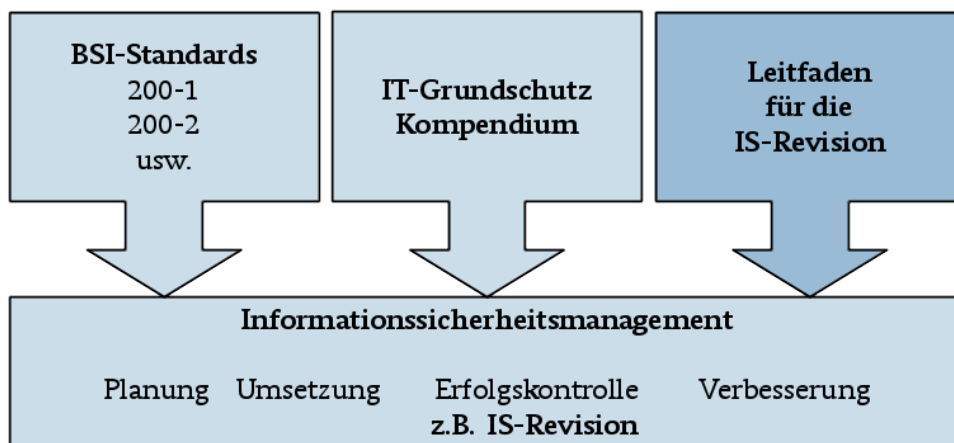 BSI-Standards
200-1
200-2
usw.
IT-Grundschutz
Kompendium
Leitfaden
für die
IS-Revision
Informationssicherheitsmanagement
Planung Umsetzung Erfolgskontrolle Verbesserung
z.B. IS-Revision